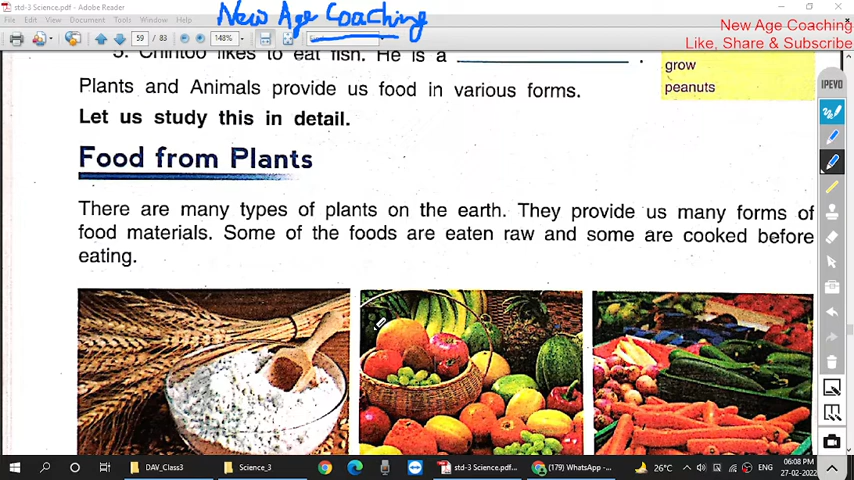 std-3 Science.pdf - Adobe Reader
File Edit View Document Tools Window Help
New Age Coaching
59 / 83 148%
New Age Coaching
Like, Share & Subscribe
3. Chintoo likes to eat fish. He is a ____________.
grow
peanuts
Plants and Animals provide us food in various forms.
Let us study this in detail.
Food from Plants
There are many types of plants on the earth. They provide us many forms of
food materials. Some of the foods are eaten raw and some are cooked before
eating.
IPEVO
DAV_Class3 Science_3 std-3 Science.pdf... (179) WhatsApp -... 26°C ENG 06:08 PM
27-02-2022